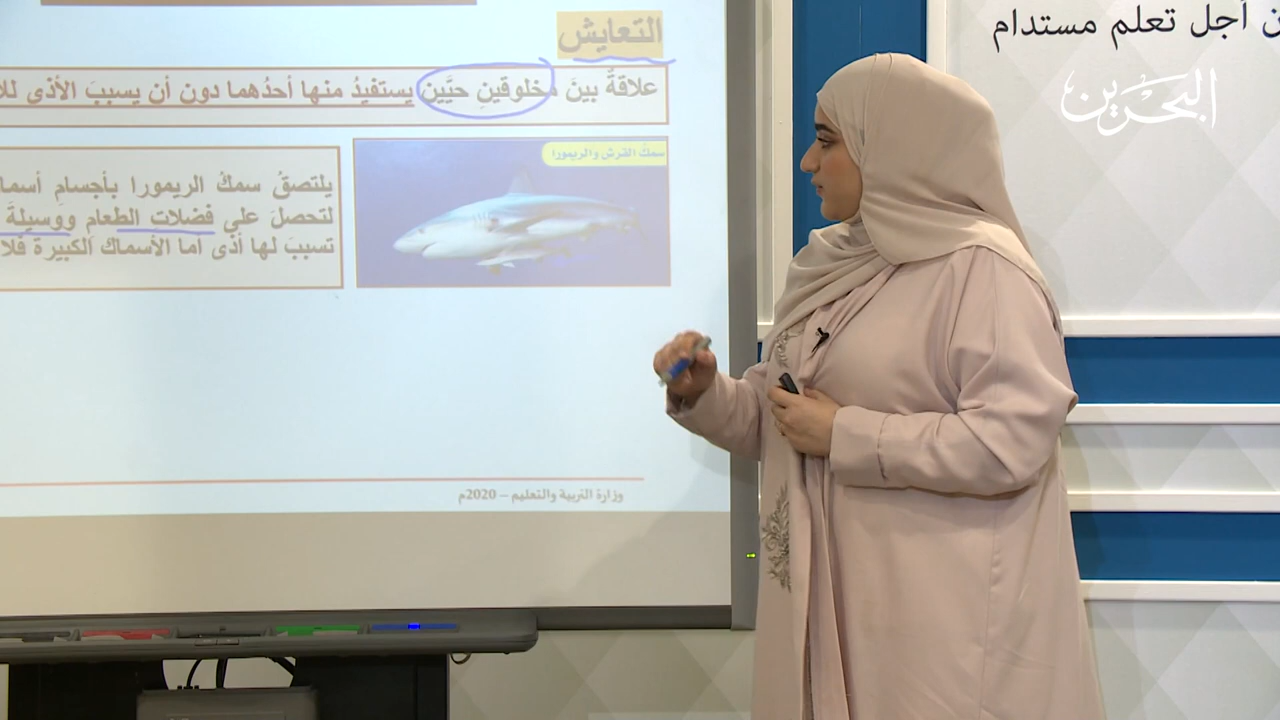 التعايش
علاقةٌ بينَ مخلوقينِ حيَّينِ يستفيدُ منها أحدُهما دون أن يسببَ الأذى للآ
سمكُ القرش والريمورا
يلتصقُ سمكُ الريمورا بأجسامِ أسما
لتحصلَ على فضلات الطعام ووسيلةَ
تسببَ لها أذى أما الأسماك الكبيرة فلا
وزارة التربية والتعليم – 2020م
ن أجل تعلم مستدام
البحرين